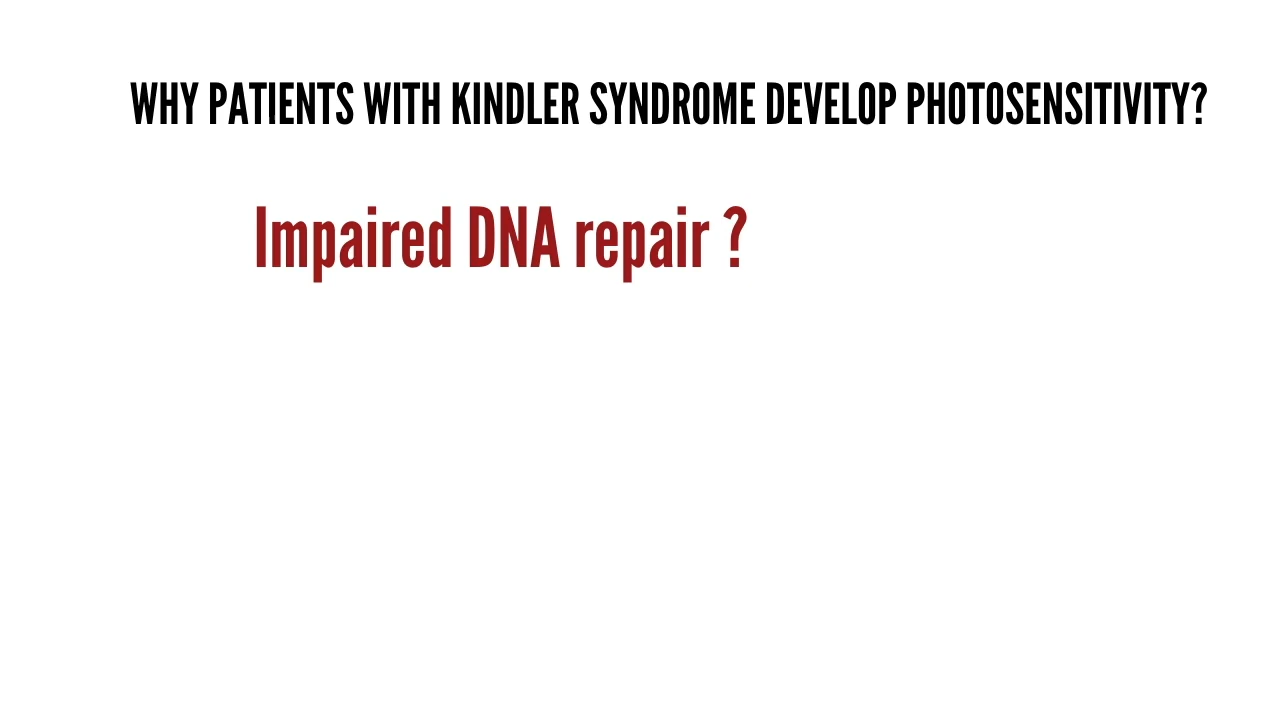 WHY PATIENTS WITH KINDLER SYNDROME DEVELOP PHOTOSENSITIVITY?
Impaired DNA repair ?